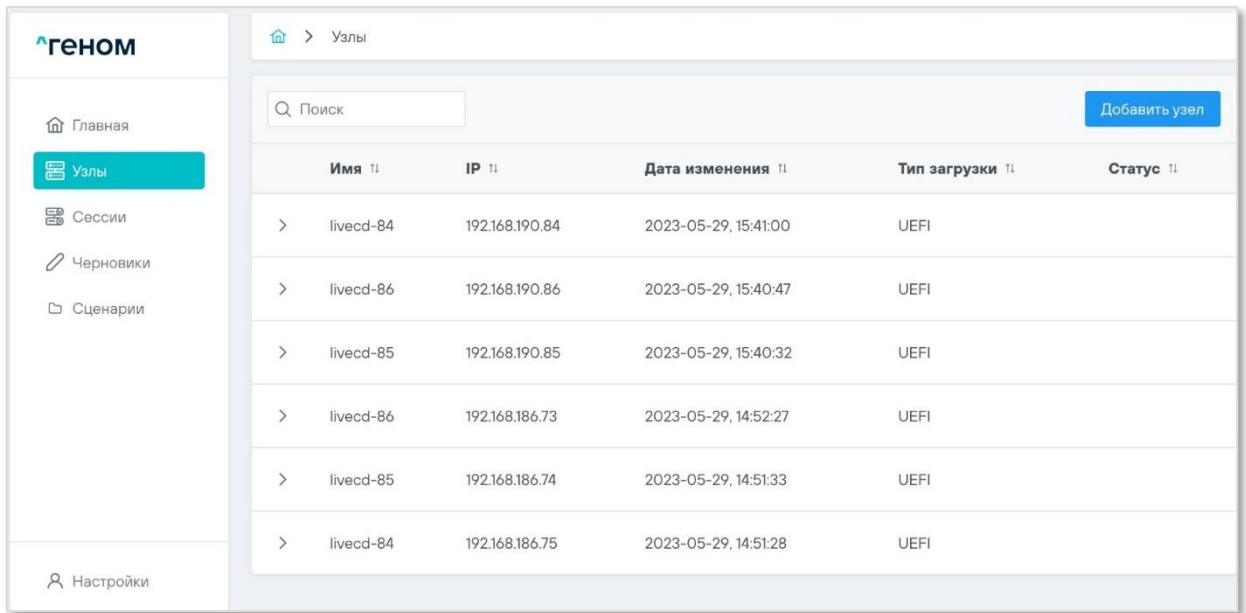 ^геном
Главная
Узлы
Сессии
Черновики
Сценарии
Настройки
> Узлы
Поиск
Добавить узел
Имя IP Дата изменения Тип загрузки Статус
> livecd-84 192.168.190.84 2023-05-29, 15:41:00 UEFI
> livecd-86 192.168.190.86 2023-05-29, 15:40:47 UEFI
> livecd-85 192.168.190.85 2023-05-29, 15:40:32 UEFI
> livecd-86 192.168.186.73 2023-05-29, 14:52:27 UEFI
> livecd-85 192.168.186.74 2023-05-29, 14:51:33 UEFI
> livecd-84 192.168.186.75 2023-05-29, 14:51:28 UEFI